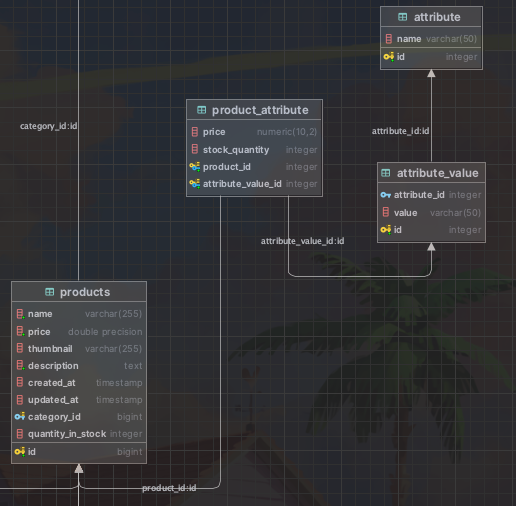 attribute
name varchar(50)
id integer
category_id:id
product_attribute
price numeric(10,2)
stock_quantity integer
product_id integer
attribute_value_id integer
attribute_id:id
attribute_value
attribute_id integer
value varchar(50)
id integer
attribute_value_id:id
products
name varchar(255)
price double precision
thumbnail varchar(255)
description text
created_at timestamp
updated_at timestamp
category_id bigint
quantity_in_stock integer
id bigint
product_id:id